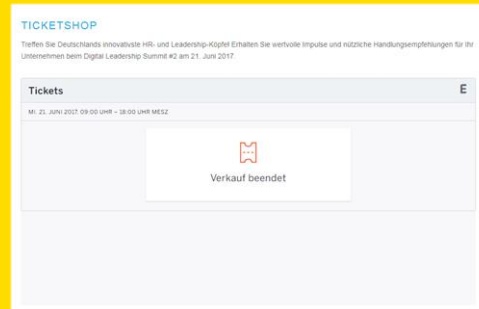 TICKETSHOP
Treffen Sie Deutschlands innovativste HR- und Leadership-Köpfe! Erhalten Sie wertvolle Impulse und nützliche Handlungsempfehlungen für Ihr
Unternehmen beim Digital Leadership Summit #2 am 21. Juni 2017.
Tickets E
MI. 21. JUNI 2017, 09:00 UHR – 18:00 UHR MESZ
Verkauf beendet